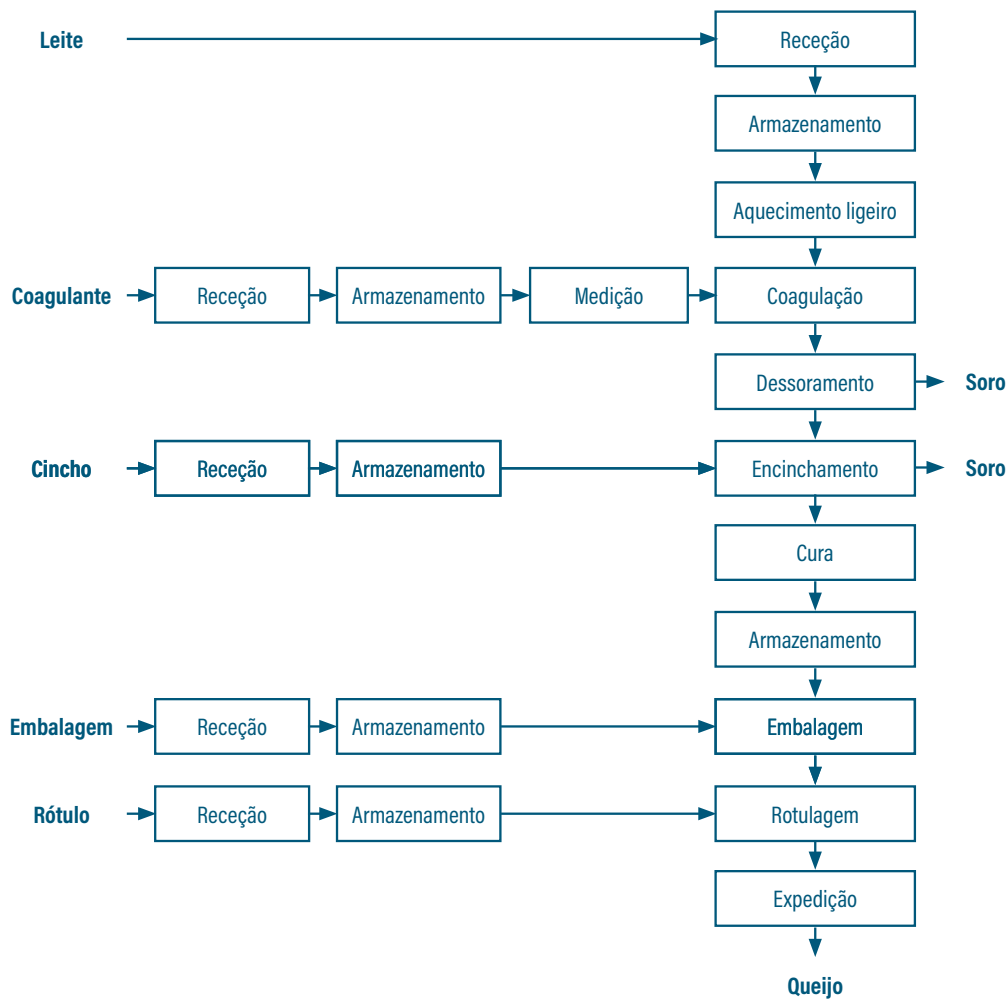 Leite
Receção
Armazenamento
Aquecimento ligeiro
Coagulante
Receção
Armazenamento
Medição
Coagulação
Dessoramento
Soro
Cincho
Receção
Armazenamento
Encinchamento
Soro
Cura
Armazenamento
Embalagem
Receção
Armazenamento
Embalagem
Rótulo
Receção
Armazenamento
Rotulagem
Expedição
Queijo